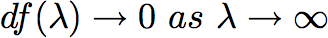 df(λ) → 0 as λ → ∞